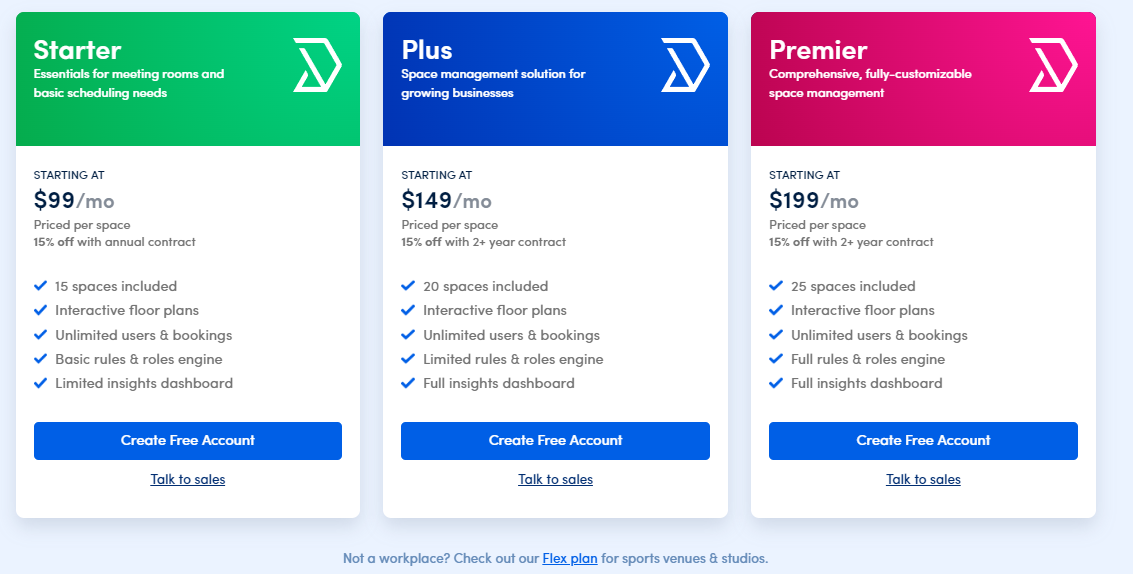 Starter
Essentials for meeting rooms and
basic scheduling needs
STARTING AT
$99/mo
Priced per space
15% off with annual contract
15 spaces included
Interactive floor plans
Unlimited users & bookings
Basic rules & roles engine
Limited insights dashboard
Create Free Account
Talk to sales
Plus
Space management solution for
growing businesses
STARTING AT
$149/mo
Priced per space
15% off with 2+ year contract
20 spaces included
Interactive floor plans
Unlimited users & bookings
Limited rules & roles engine
Full insights dashboard
Create Free Account
Talk to sales
Premier
Comprehensive, fully-customizable
space management
STARTING AT
$199/mo
Priced per space
15% off with 2+ year contract
25 spaces included
Interactive floor plans
Unlimited users & bookings
Full rules & roles engine
Full insights dashboard
Create Free Account
Talk to sales
Not a workplace? Check out our Flex plan for sports venues & studios.